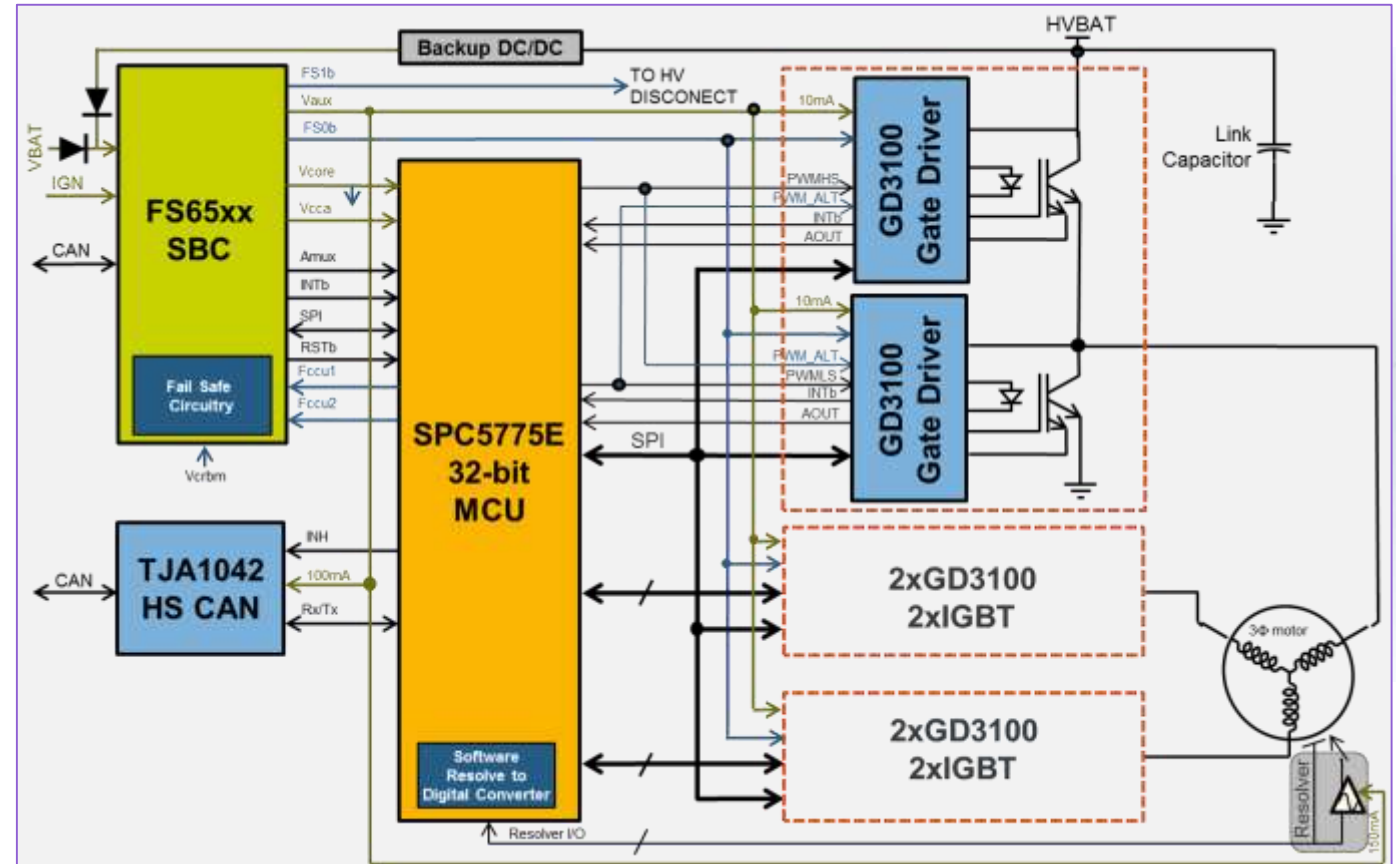 HVBAT
Backup DC/DC
FS1b
TO HV
DISCONECT
Vaux
FS0b
10mA
VBAT
IGN
FS65xx
SBC
CAN
Vcore
Vcca
Amux
INTb
SPI
RSTb
Fccu1
Fccu2
Fail Safe
Circuitry
Vcrbm
SPC5775E
32-bit
MCU
PWMHS
PWM_ALT
INTb
AOUT
GD3100
Gate Driver
Link
Capacitor
10mA
PWM_ALT
PWMLS
INTb
AOUT
SPI
GD3100
Gate Driver
TJA1042
HS CAN
CAN
INH
100mA
Rx/Tx
2xGD3100
2xIGBT
3Φ motor
2xGD3100
2xIGBT
Software
Resolve to
Digital Converter
Resolver I/O
Resolver
150mA